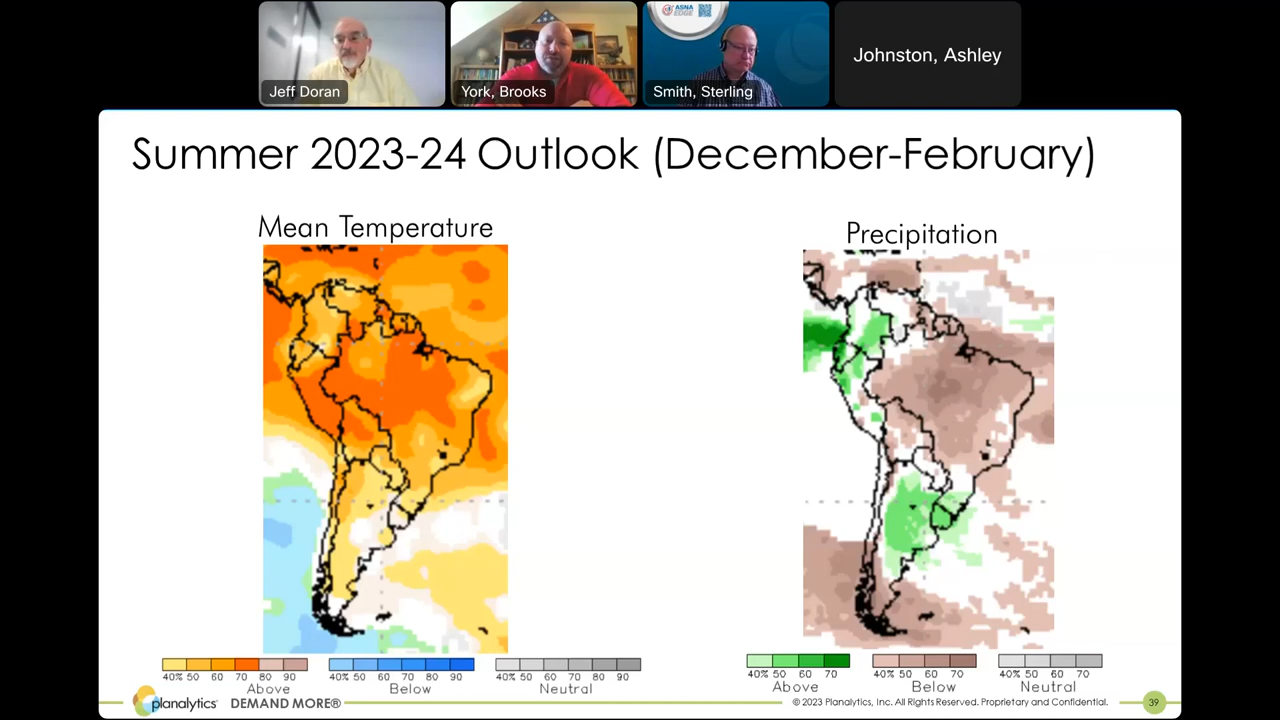 ASNA
EDGE
Jeff Doran
York, Brooks
Smith, Sterling
Johnston, Ashley
Summer 2023-24 Outlook (December-February)
Mean Temperature
Precipitation
40% 50 60 70 80 90
Above
40% 50 60 70 80 90
Below
40% 50 60 70 80 90
Neutral
40% 50 60 70
Above
40% 50 60 70
Below
40% 50 60 70
Neutral
planalytics DEMAND MORE®
© 2023 Planalytics, Inc. All Rights Reserved. Proprietary and Confidential.
39